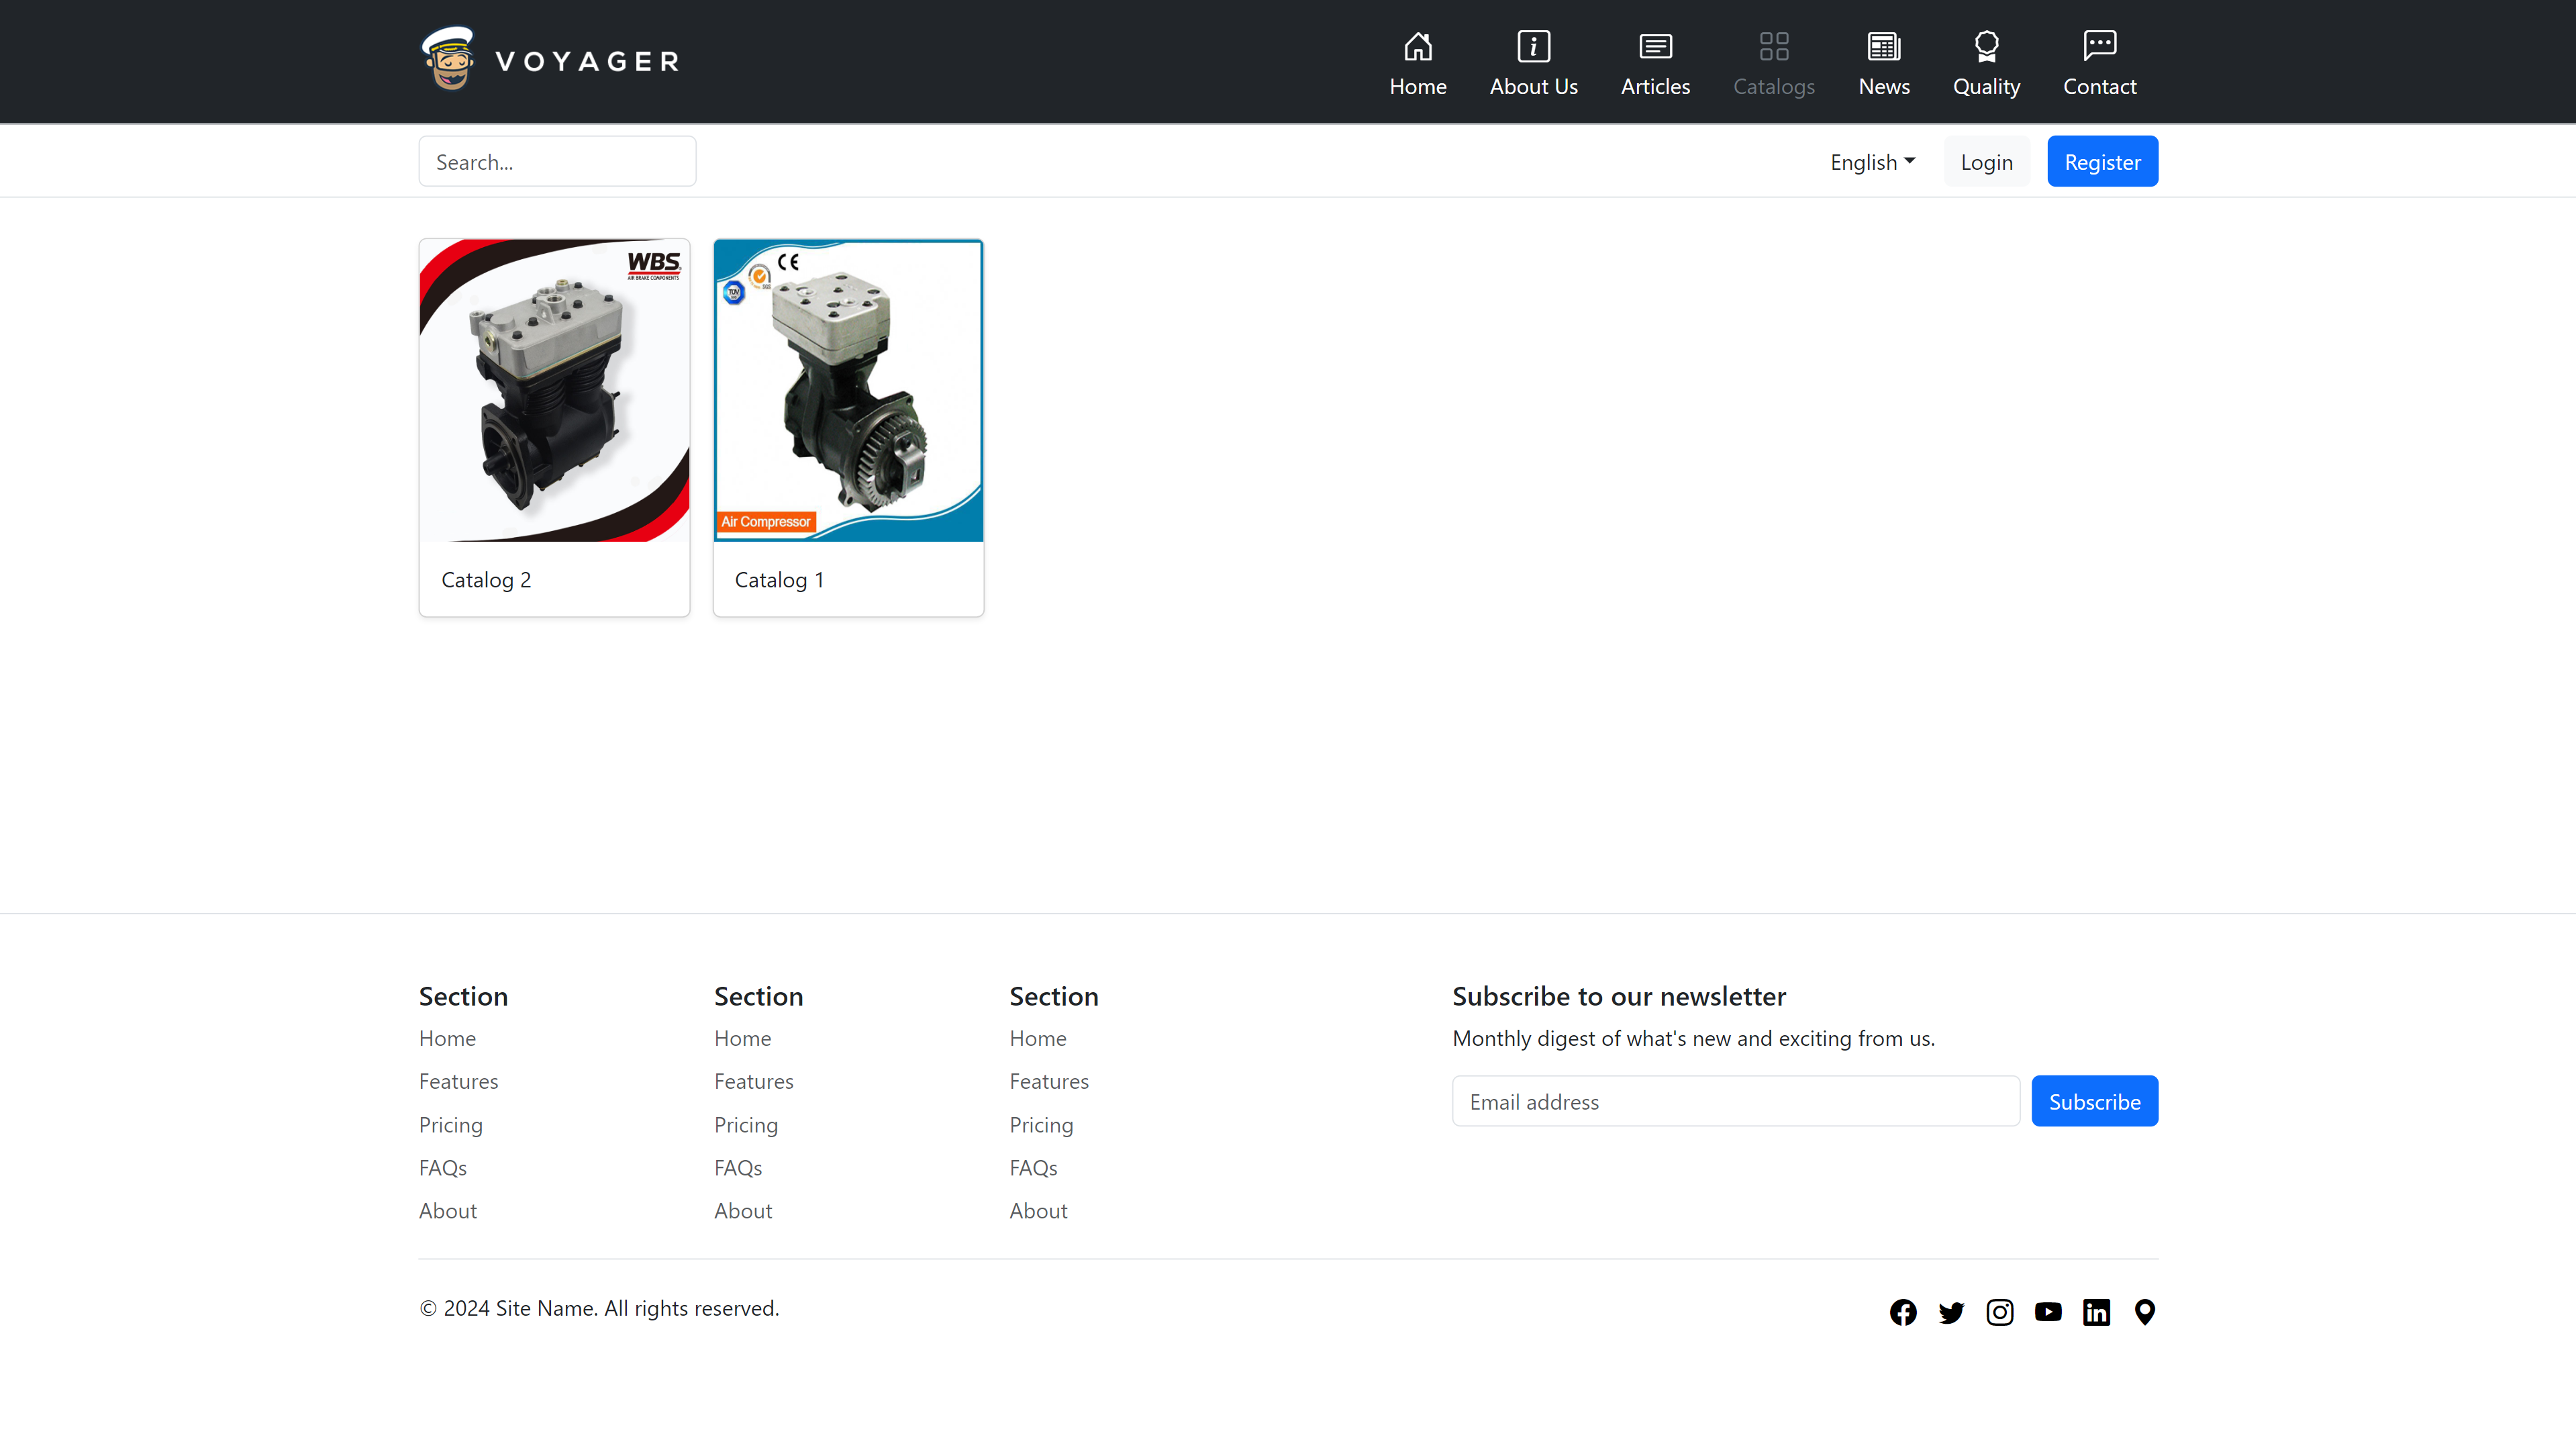 VOYAGER
Home About Us Articles Catalogs News Quality Contact
Search...
English Login Register
WBS
AIR BRAKE COMPONENTS
CE
TÜV
SGS
Air Compressor
Catalog 2
Catalog 1
Section
Home
Features
Pricing
FAQs
About
Section
Home
Features
Pricing
FAQs
About
Section
Home
Features
Pricing
FAQs
About
Subscribe to our newsletter
Monthly digest of what's new and exciting from us.
Email address Subscribe
© 2024 Site Name. All rights reserved.